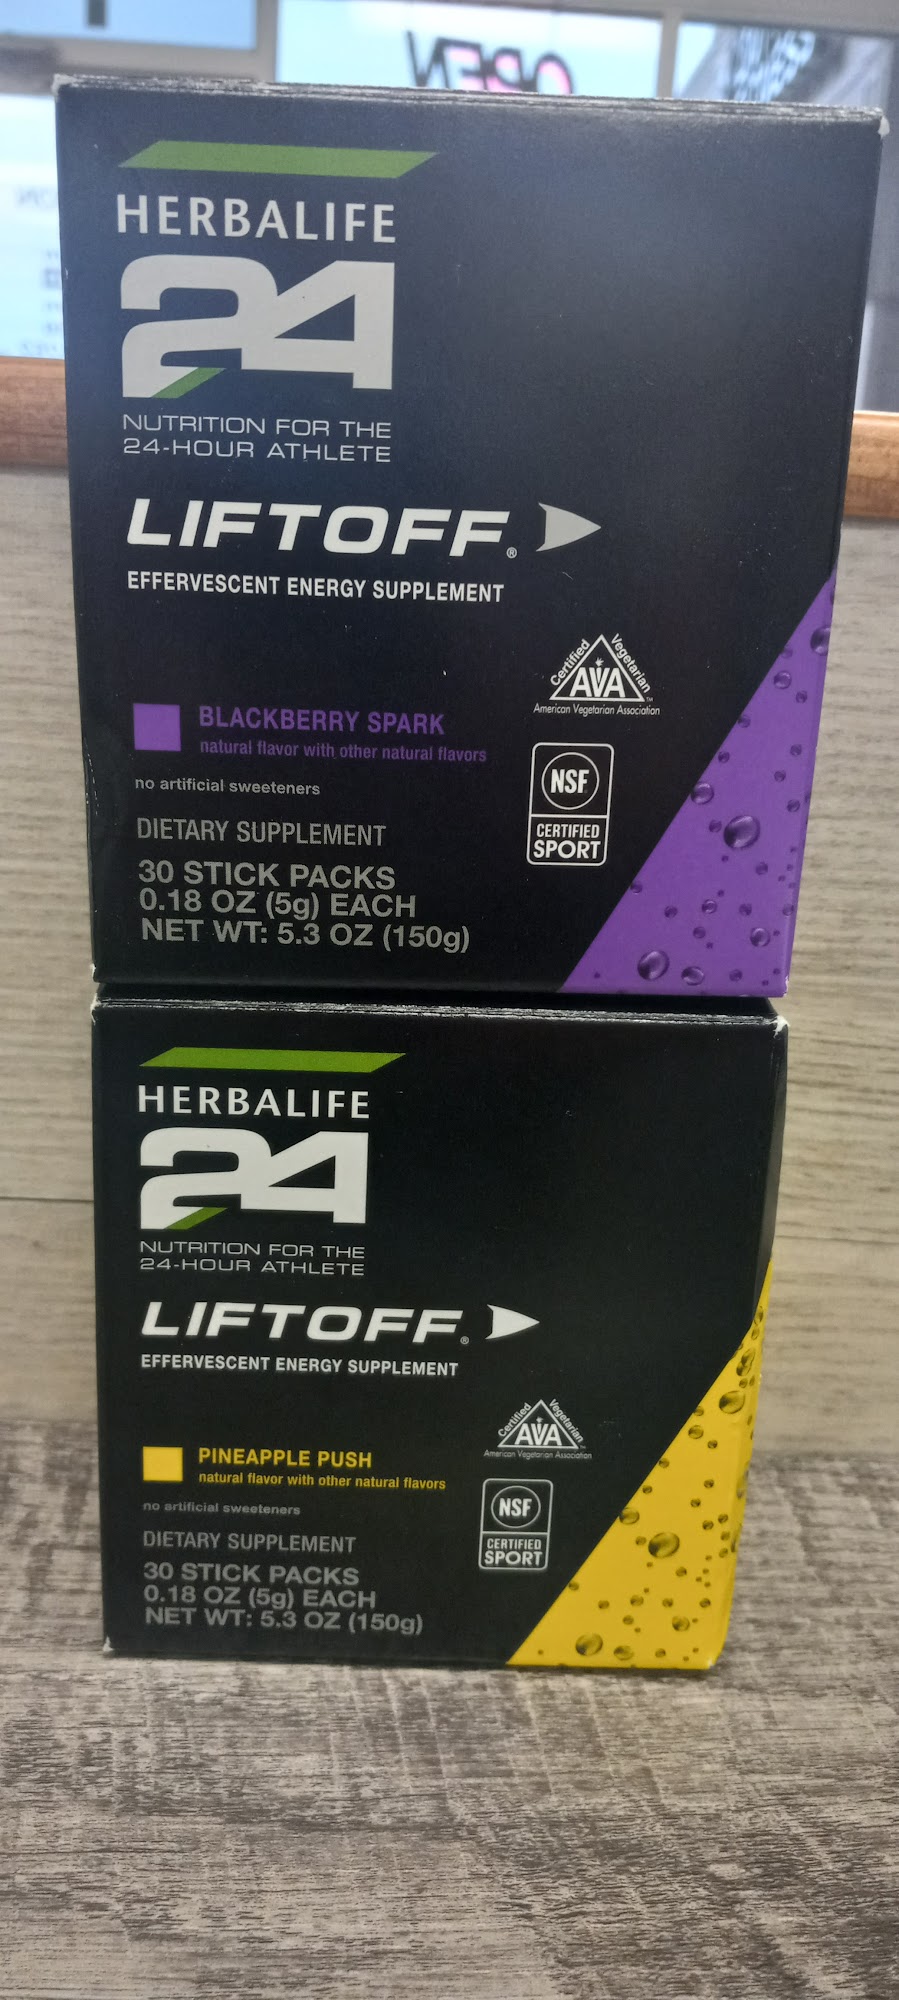 OPEN
HERBALIFE
24
NUTRITION FOR THE
24-HOUR ATHLETE
LIFTOFF®
EFFERVESCENT ENERGY SUPPLEMENT
Certified Vegetarian
AVA™
American Vegetarian Association
BLACKBERRY SPARK
natural flavor with other natural flavors
no artificial sweeteners
NSF
CERTIFIED
SPORT
DIETARY SUPPLEMENT
30 STICK PACKS
0.18 OZ (5g) EACH
NET WT: 5.3 OZ (150g)
HERBALIFE
24
NUTRITION FOR THE
24-HOUR ATHLETE
LIFTOFF®
EFFERVESCENT ENERGY SUPPLEMENT
Certified Vegetarian
AVA™
American Vegetarian Association
PINEAPPLE PUSH
natural flavor with other natural flavors
no artificial sweeteners
NSF
CERTIFIED
SPORT
DIETARY SUPPLEMENT
30 STICK PACKS
0.18 OZ (5g) EACH
NET WT: 5.3 OZ (150g)